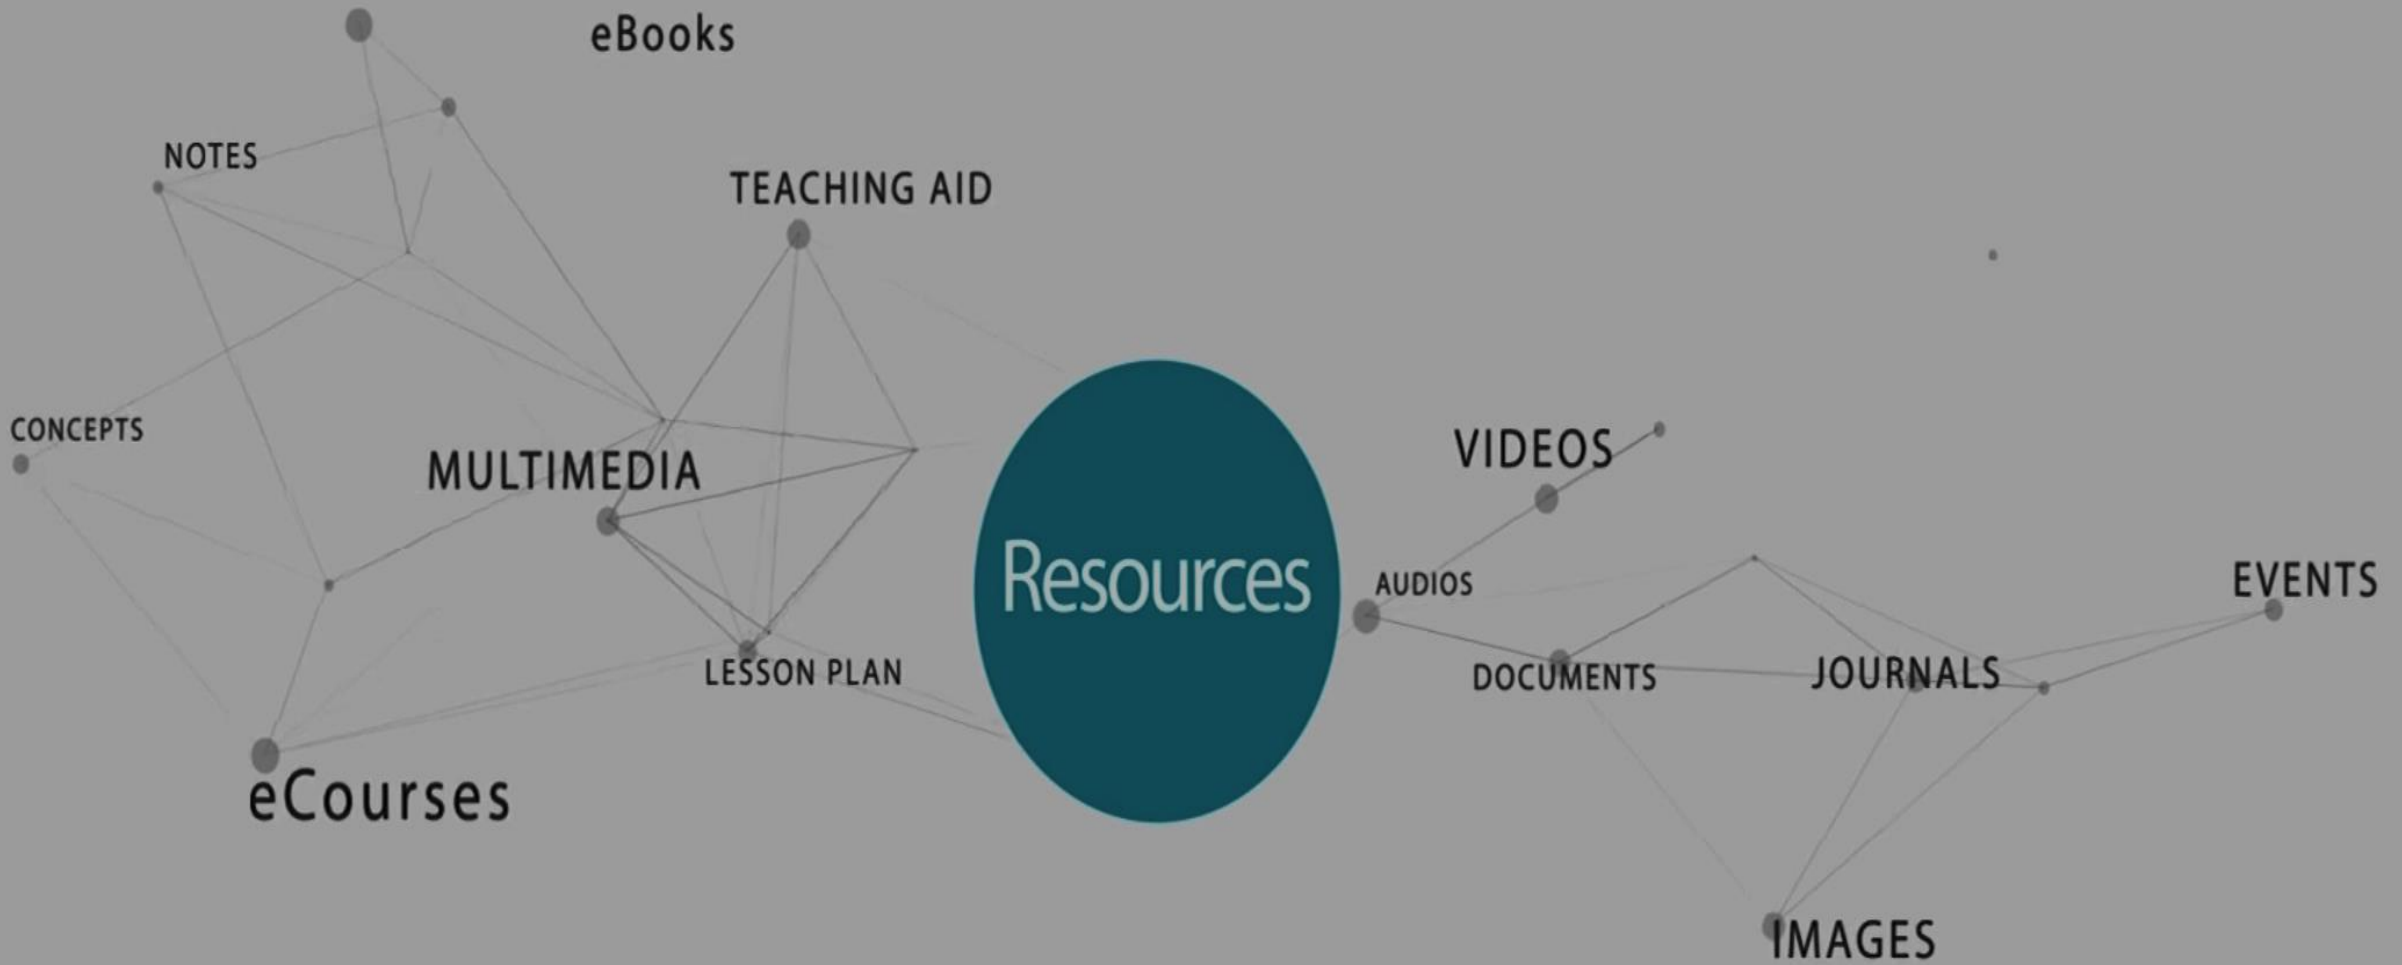 eBooks
NOTES
TEACHING AID
CONCEPTS
MULTIMEDIA
LESSON PLAN
eCourses
Resources
VIDEOS
AUDIOS
EVENTS
DOCUMENTS
JOURNALS
IMAGES